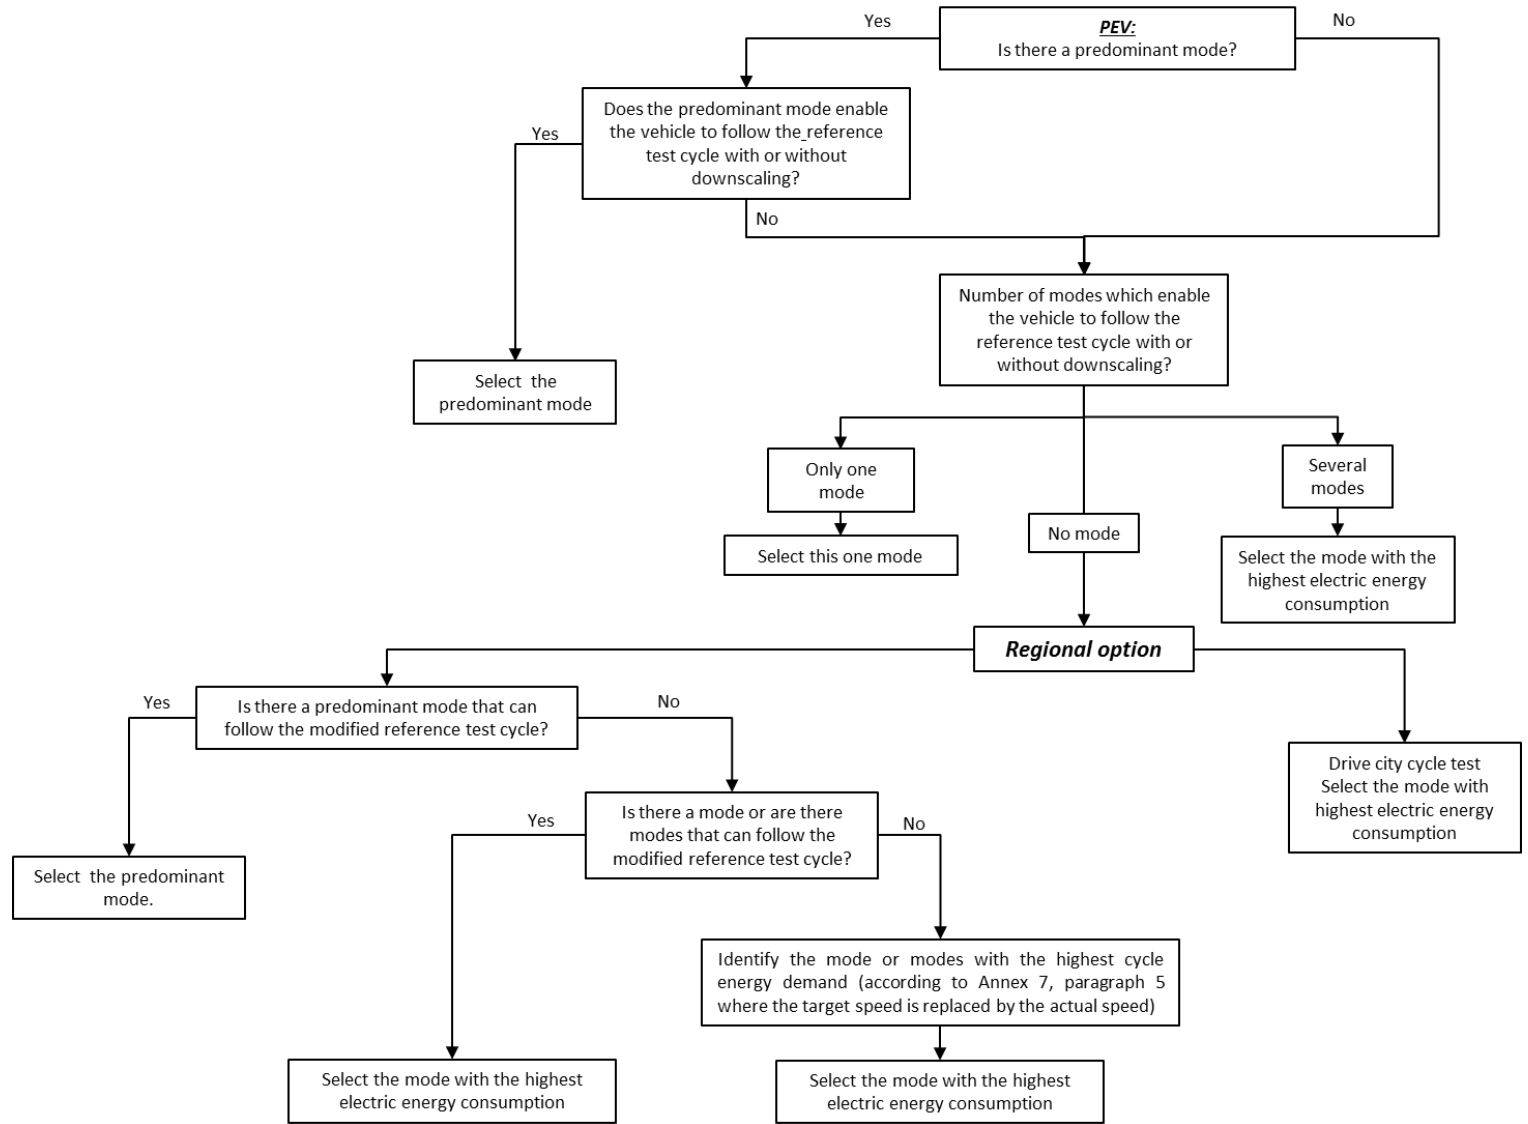 Yes
PEV:
Is there a predominant mode?
No
Does the predominant mode enable
the vehicle to follow the reference
test cycle with or without
downscaling?
Yes
No
Number of modes which enable
the vehicle to follow the
reference test cycle with or
without downscaling?
Select the
predominant mode
Only one
mode
Several
modes
No mode
Select this one mode
Select the mode with the
highest electric energy
consumption
Regional option
Yes
Is there a predominant mode that can
follow the modified reference test cycle?
No
Drive city cycle test
Select the mode with
highest electric energy
consumption
Yes
Is there a mode or are there
modes that can follow the
modified reference test cycle?
No
Select the predominant
mode.
Identify the mode or modes with the highest cycle
energy demand (according to Annex 7, paragraph 5
where the target speed is replaced by the actual speed)
Select the mode with the highest
electric energy consumption
Select the mode with the highest
electric energy consumption